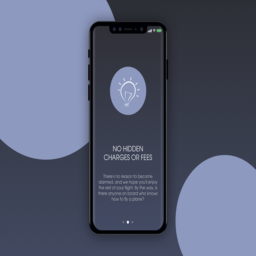 NO HIDDEN
CHARGES OR FEES
There's no reason to become
alarmed, and we hope you'll enjoy
the rest of your flight. By the way, is
there anyone on board who knows
how to fly a plane?